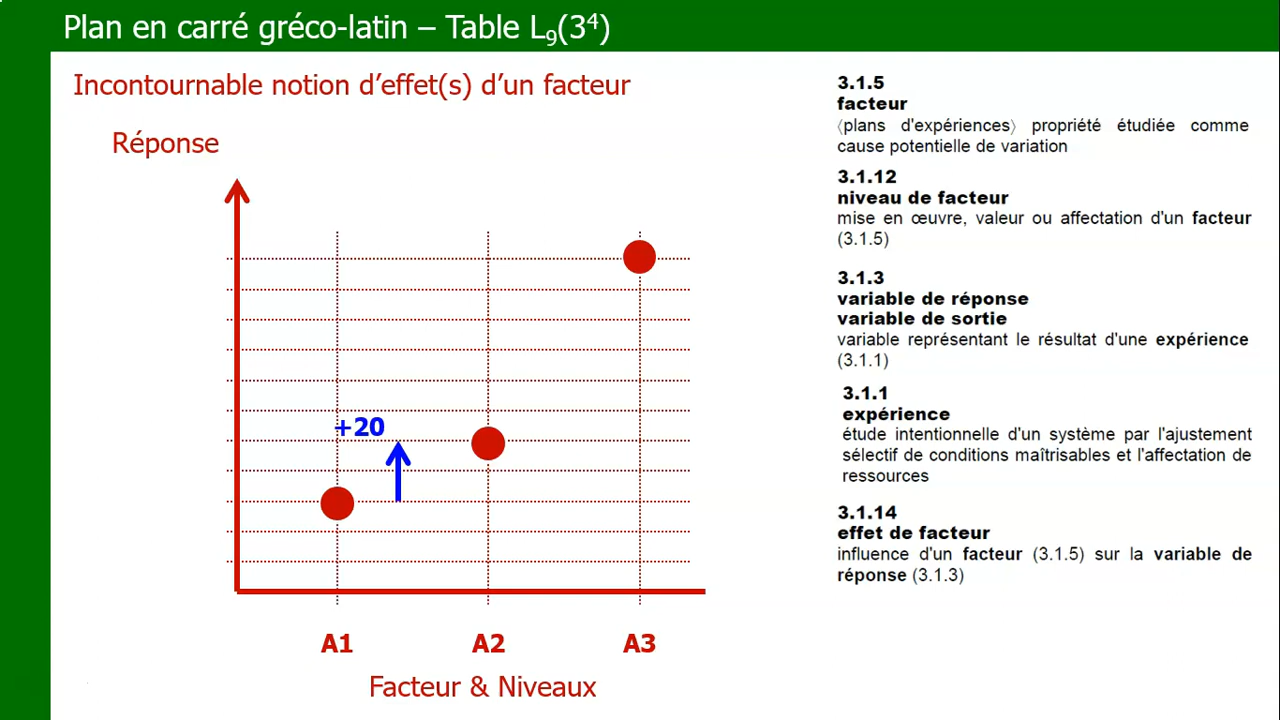 Plan en carré gréco-latin – Table L₉(3⁴)
Incontournable notion d’effet(s) d’un facteur
Réponse
+20
A1 A2 A3
Facteur & Niveaux
3.1.5
facteur
〈plans d'expériences〉 propriété étudiée comme
cause potentielle de variation
3.1.12
niveau de facteur
mise en œuvre, valeur ou affectation d'un facteur
(3.1.5)
3.1.3
variable de réponse
variable de sortie
variable représentant le résultat d'une expérience
(3.1.1)
3.1.1
expérience
étude intentionnelle d'un système par l'ajustement
sélectif de conditions maîtrisables et l'affectation de
ressources
3.1.14
effet de facteur
influence d'un facteur (3.1.5) sur la variable de
réponse (3.1.3)